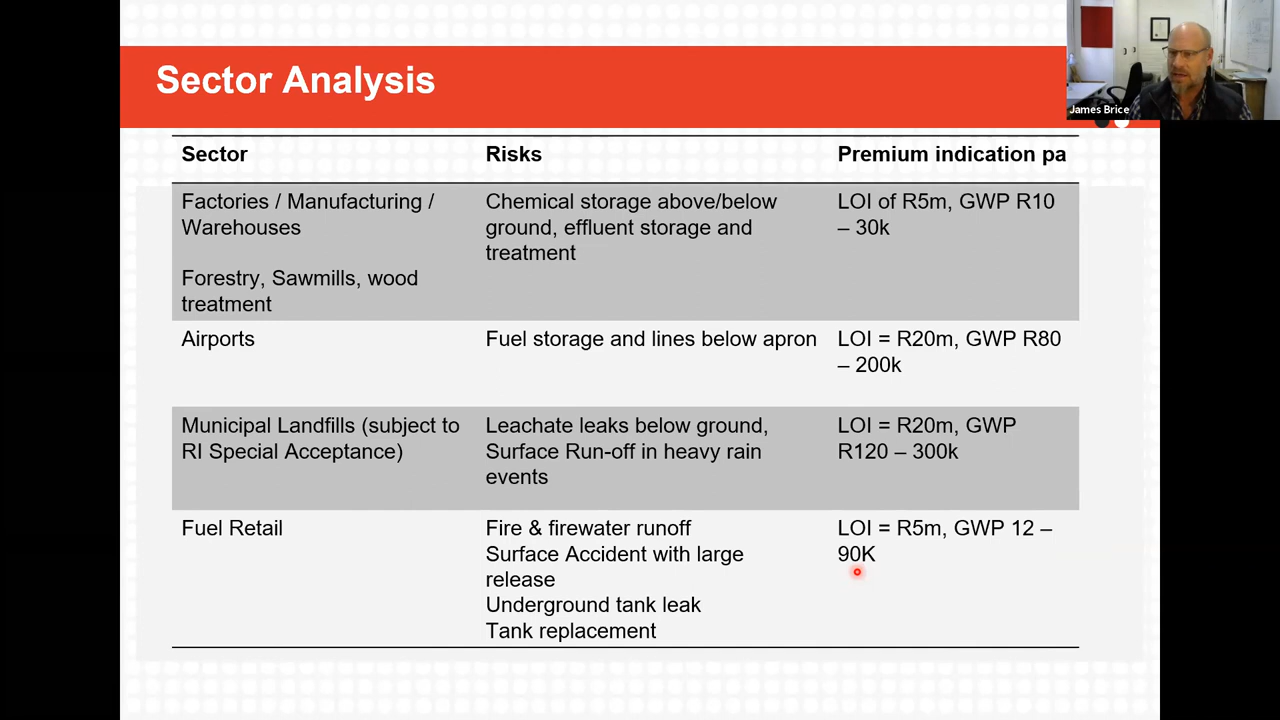 Sector Analysis
James Brice
Sector
Risks
Premium indication pa
Factories / Manufacturing /
Warehouses
Forestry, Sawmills, wood
treatment
Chemical storage above/below
ground, effluent storage and
treatment
LOI of R5m, GWP R10
– 30k
Airports
Fuel storage and lines below apron
LOI = R20m, GWP R80
– 200k
Municipal Landfills (subject to
RI Special Acceptance)
Leachate leaks below ground,
Surface Run-off in heavy rain
events
LOI = R20m, GWP
R120 – 300k
Fuel Retail
Fire & firewater runoff
Surface Accident with large
release
Underground tank leak
Tank replacement
LOI = R5m, GWP 12 –
90K